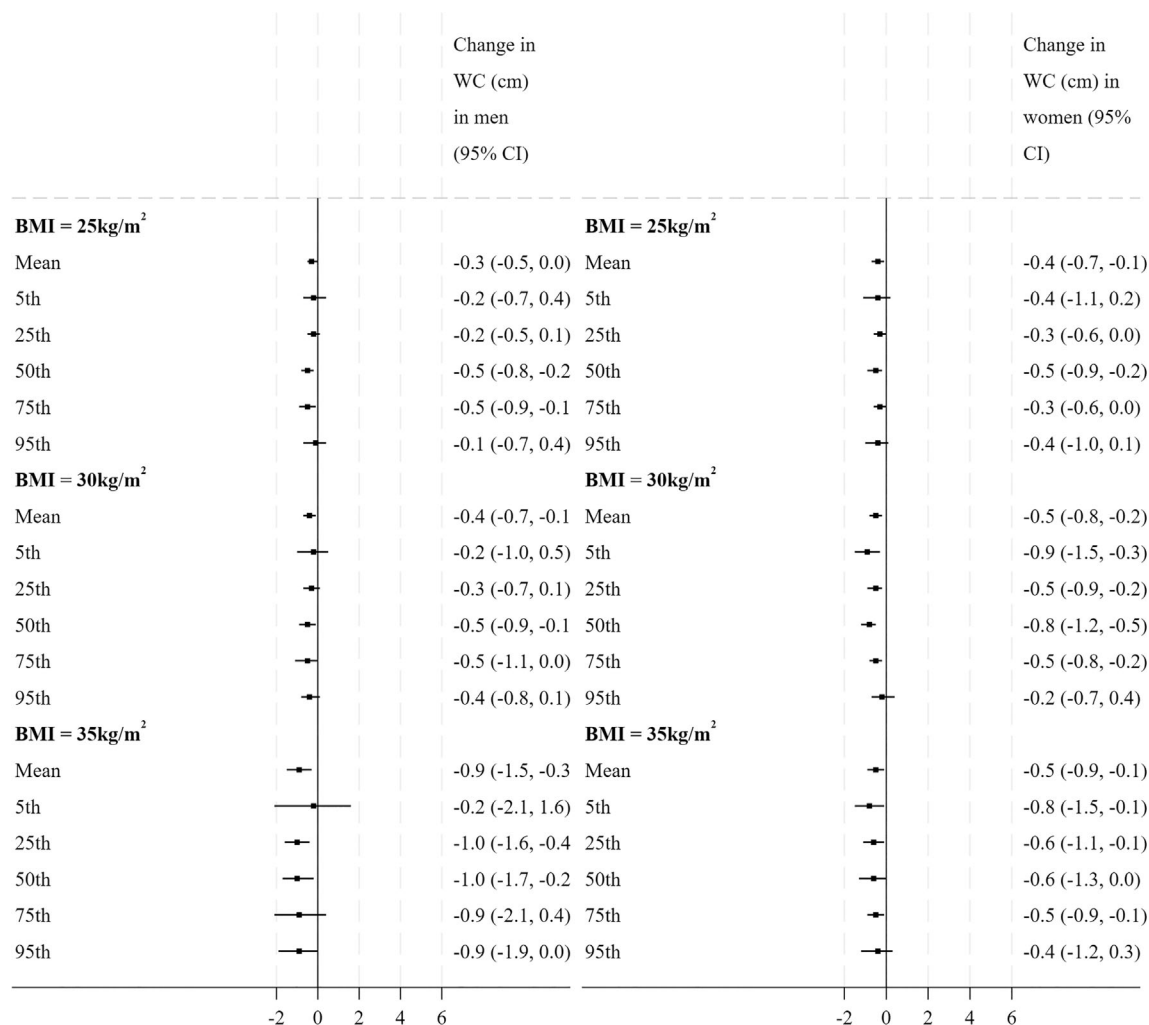 Change in
WC (cm)
in men
(95% CI)
Change in
WC (cm) in
women (95%
CI)
BMI = 25kg/m² BMI = 25kg/m²
Mean -0.3 (-0.5, 0.0) Mean -0.4 (-0.7, -0.1)
5th -0.2 (-0.7, 0.4) 5th -0.4 (-1.1, 0.2)
25th -0.2 (-0.5, 0.1) 25th -0.3 (-0.6, 0.0)
50th -0.5 (-0.8, -0.2 50th -0.5 (-0.9, -0.2)
75th -0.5 (-0.9, -0.1 75th -0.3 (-0.6, 0.0)
95th -0.1 (-0.7, 0.4) 95th -0.4 (-1.0, 0.1)
BMI = 30kg/m² BMI = 30kg/m²
Mean -0.4 (-0.7, -0.1 Mean -0.5 (-0.8, -0.2)
5th -0.2 (-1.0, 0.5) 5th -0.9 (-1.5, -0.3)
25th -0.3 (-0.7, 0.1) 25th -0.5 (-0.9, -0.2)
50th -0.5 (-0.9, -0.1 50th -0.8 (-1.2, -0.5)
75th -0.5 (-1.1, 0.0) 75th -0.5 (-0.8, -0.2)
95th -0.4 (-0.8, 0.1) 95th -0.2 (-0.7, 0.4)
BMI = 35kg/m² BMI = 35kg/m²
Mean -0.9 (-1.5, -0.3 Mean -0.5 (-0.9, -0.1)
5th -0.2 (-2.1, 1.6) 5th -0.8 (-1.5, -0.1)
25th -1.0 (-1.6, -0.4 25th -0.6 (-1.1, -0.1)
50th -1.0 (-1.7, -0.2 50th -0.6 (-1.3, 0.0)
75th -0.9 (-2.1, 0.4) 75th -0.5 (-0.9, -0.1)
95th -0.9 (-1.9, 0.0) 95th -0.4 (-1.2, 0.3)
-2 0 2 4 6 -2 0 2 4 6